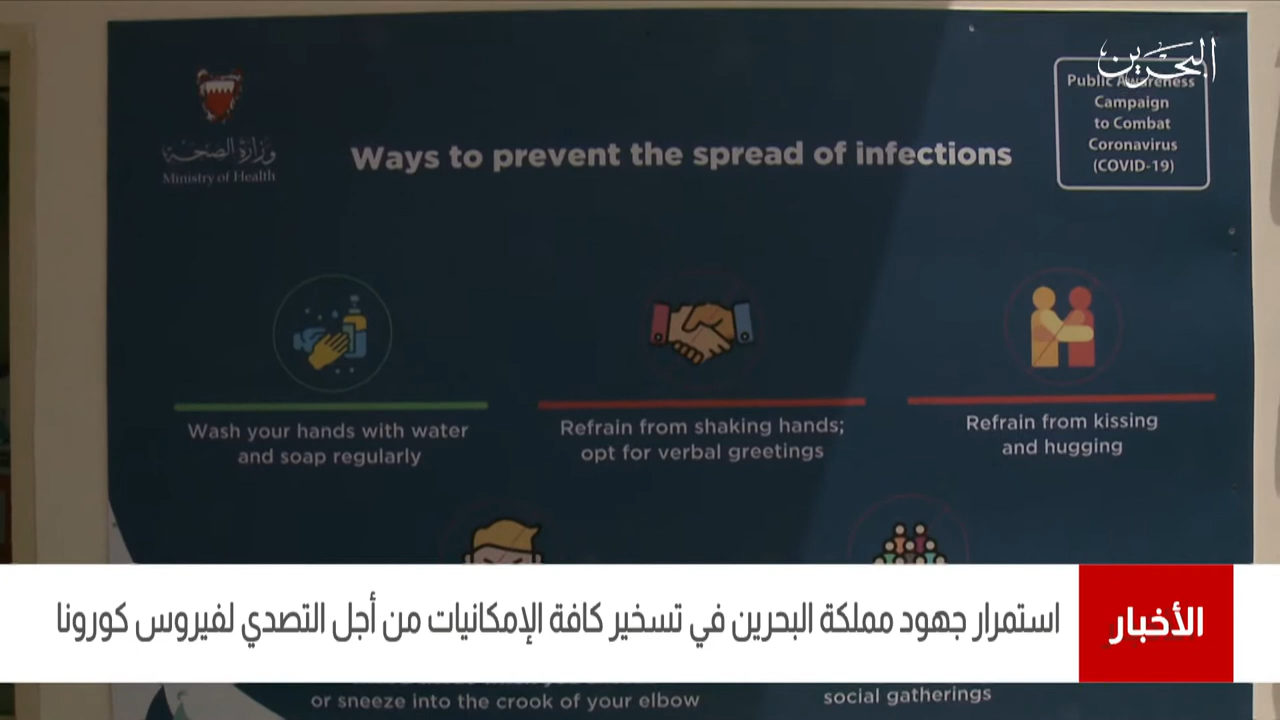 البحرين
Public Awareness
Campaign
to Combat
Coronavirus
(COVID-19)
وزارة الصحة
Ministry of Health
Ways to prevent the spread of infections
Wash your hands with water
and soap regularly
Refrain from shaking hands;
opt for verbal greetings
Refrain from kissing
and hugging
الأخبار
استمرار جهود مملكة البحرين في تسخير كافة الإمكانيات من أجل التصدي لفيروس كورونا
or sneeze into the crook of your elbow
social gatherings